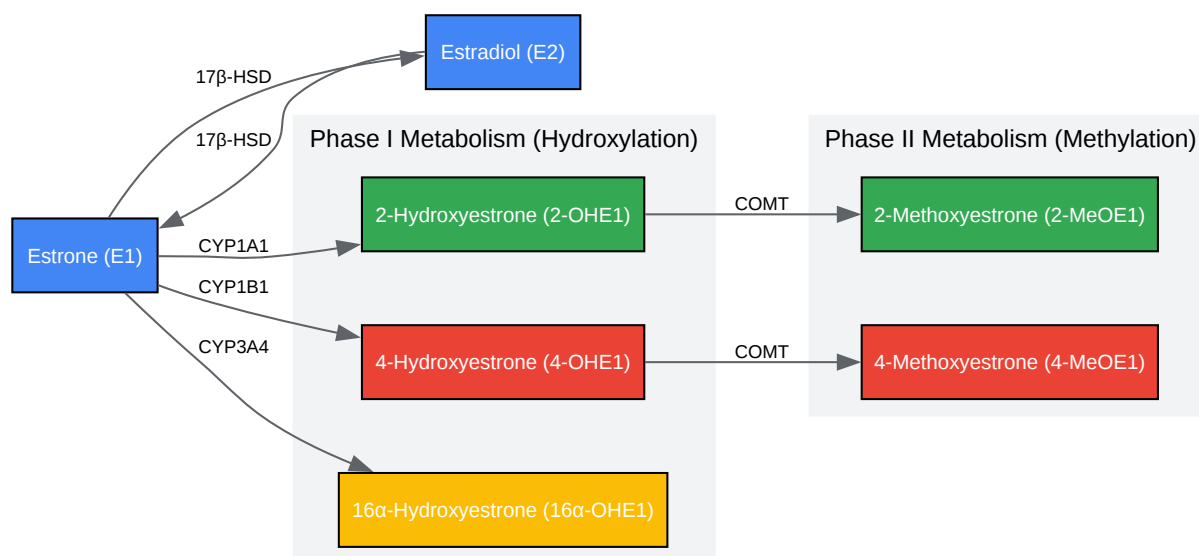 Estradiol (E2)
17β-HSD
17β-HSD
Phase I Metabolism (Hydroxylation)
Phase II Metabolism (Methylation)
2-Hydroxyestrone (2-OHE1)
COMT
2-Methoxyestrone (2-MeOE1)
Estrone (E1)
CYP1A1
CYP1B1
CYP3A4
4-Hydroxyestrone (4-OHE1)
COMT
4-Methoxyestrone (4-MeOE1)
16α-Hydroxyestrone (16α-OHE1)